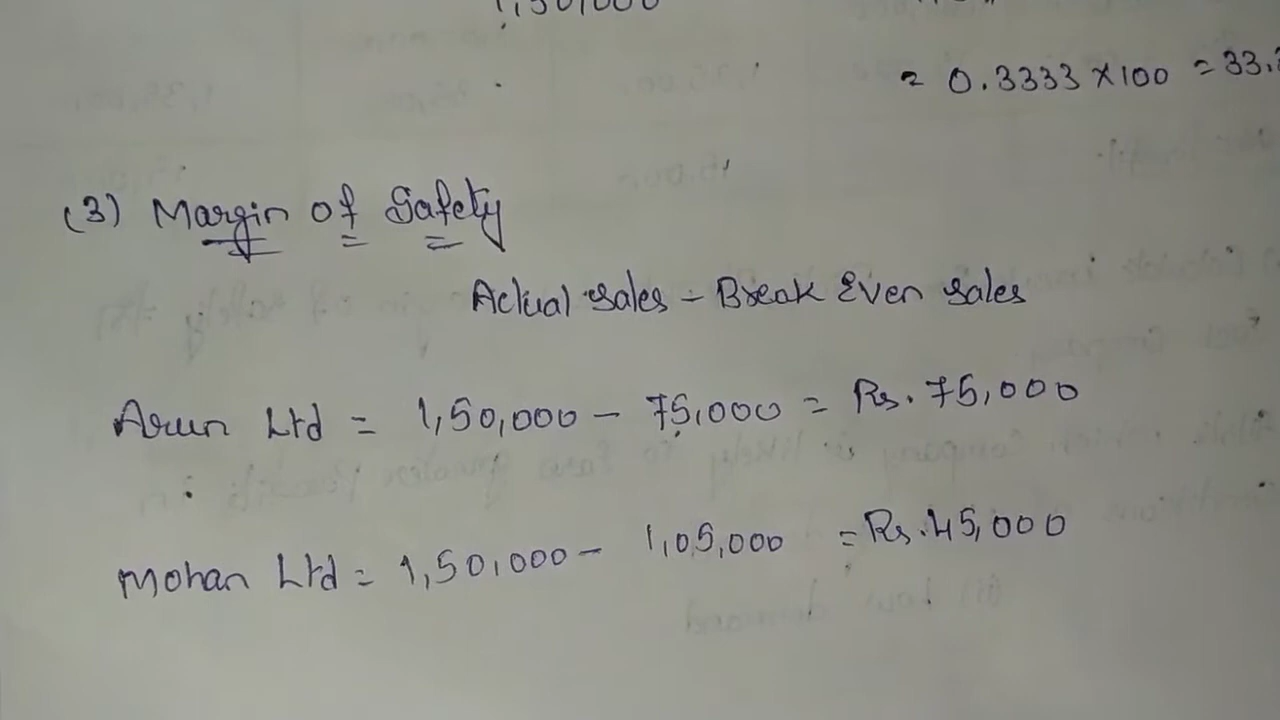 = 0.3333 × 100 = 33.
(3) Margin of Safety
Actual sales - Break Even sales
Arun Ltd = 1,50,000 - 75,000 = Rs. 75,000
Mohan Ltd = 1,50,000 - 1,05,000 = Rs. 45,000